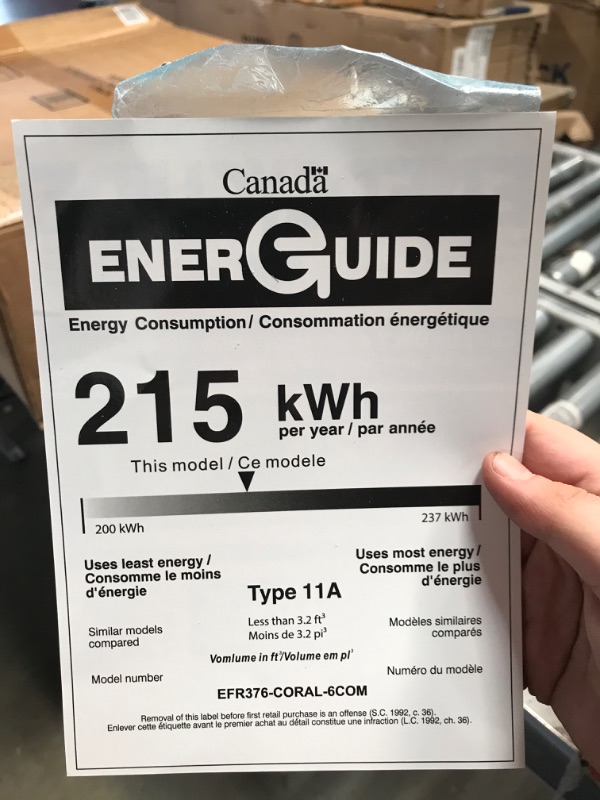 Canada
ENERGUIDE
Energy Consumption / Consommation énergétique
215 kWh
per year / par année
This model / Ce modele
200 kWh
237 kWh
Uses least energy /
Consomme le moins
d'énergie
Uses most energy /
Consomme le plus
d'énergie
Type 11A
Similar models
compared
Less than 3.2 ft³
Moins de 3.2 pi³
Modèles similaires
comparés
Vomlume in ft³/Volume em pl³
Model number
Numéro du modèle
EFR376-CORAL-6COM
Removal of this label before first retail purchase is an offense (S.C. 1992, c. 36).
Enlever cette étiquette avant le premier achat au détail constitue une infraction (L.C. 1992, ch. 36).